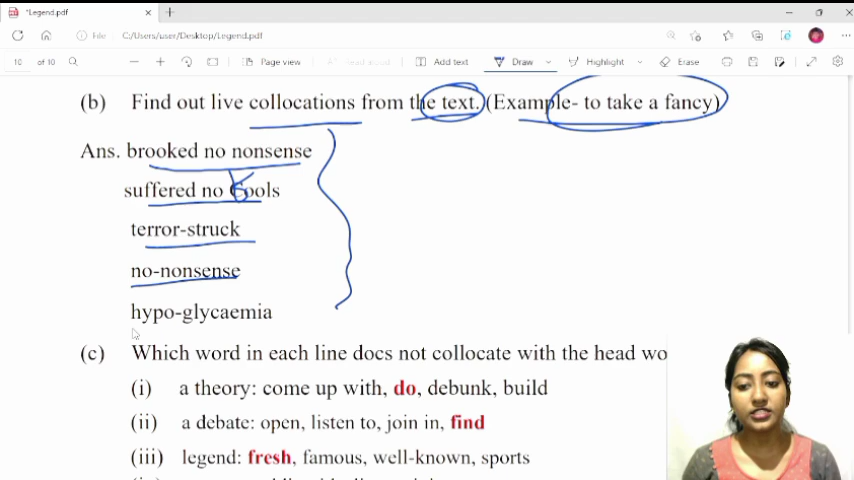 *Legend.pdf
File C:/Users/user/Desktop/Legend.pdf
10 of 10 Page view Read aloud Add text Draw Highlight Erase
(b) Find out live collocations from the text. (Example- to take a fancy)
Ans. brooked no nonsense
suffered no fools
terror-struck
no-nonsense
hypo-glycaemia
(c) Which word in each line docs not collocate with the head wo
(i) a theory: come up with, do, debunk, build
(ii) a debate: open, listen to, join in, find
(iii) legend: fresh, famous, well-known, sports